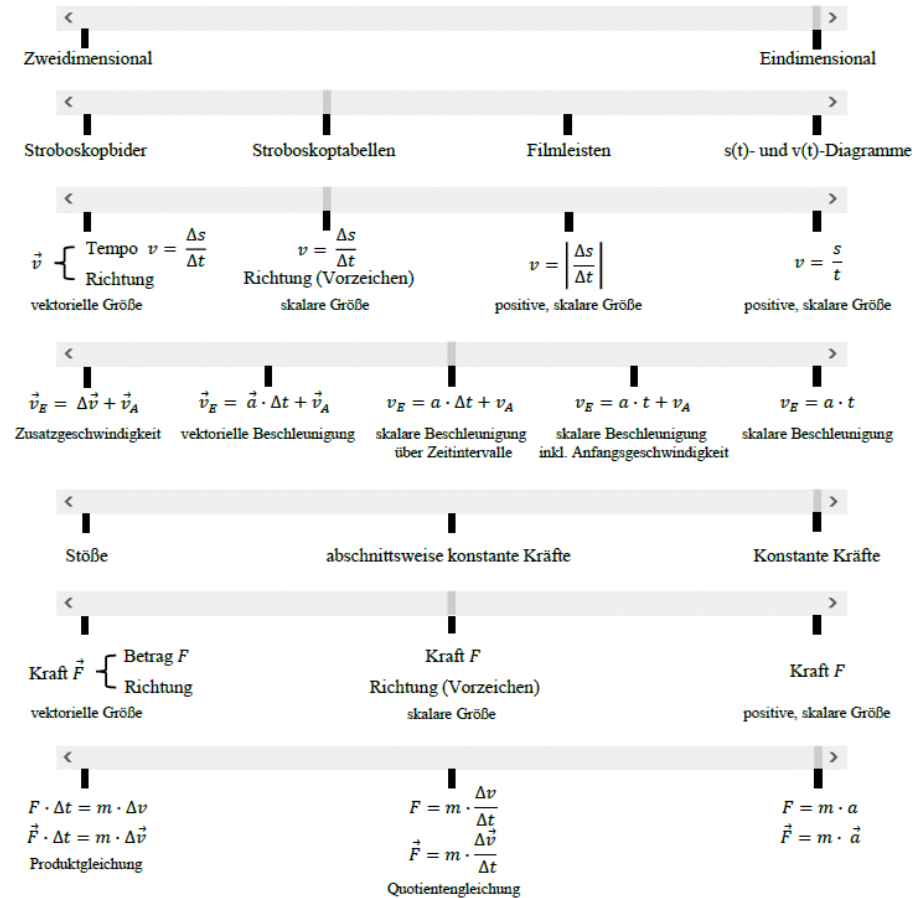 Zweidimensional Eindimensional
Stroboskopbider Stroboskoptabellen Filmleisten s(t)- und v(t)-Diagramme
v⃗ { Tempo v = Δs/Δt Richtung
vektorielle Größe
v = Δs/Δt
Richtung (Vorzeichen)
skalare Größe
v = |Δs/Δt|
positive, skalare Größe
v = s/t
positive, skalare Größe
v⃗_E = Δv⃗ + v⃗_A
Zusatzgeschwindigkeit
v⃗_E = a⃗ · Δt + v⃗_A
vektorielle Beschleunigung
v_E = a · Δt + v_A
skalare Beschleunigung
über Zeitintervalle
v_E = a · t + v_A
skalare Beschleunigung
inkl. Anfangsgeschwindigkeit
v_E = a · t
skalare Beschleunigung
Stöße abschnittsweise konstante Kräfte Konstante Kräfte
Kraft F⃗ { Betrag F Richtung
vektorielle Größe
Kraft F
Richtung (Vorzeichen)
skalare Größe
Kraft F
positive, skalare Größe
F · Δt = m · Δv
F⃗ · Δt = m · Δv⃗
Produktgleichung
F = m · Δv/Δt
F⃗ = m · Δv⃗/Δt
Quotientengleichung
F = m · a
F⃗ = m · a⃗